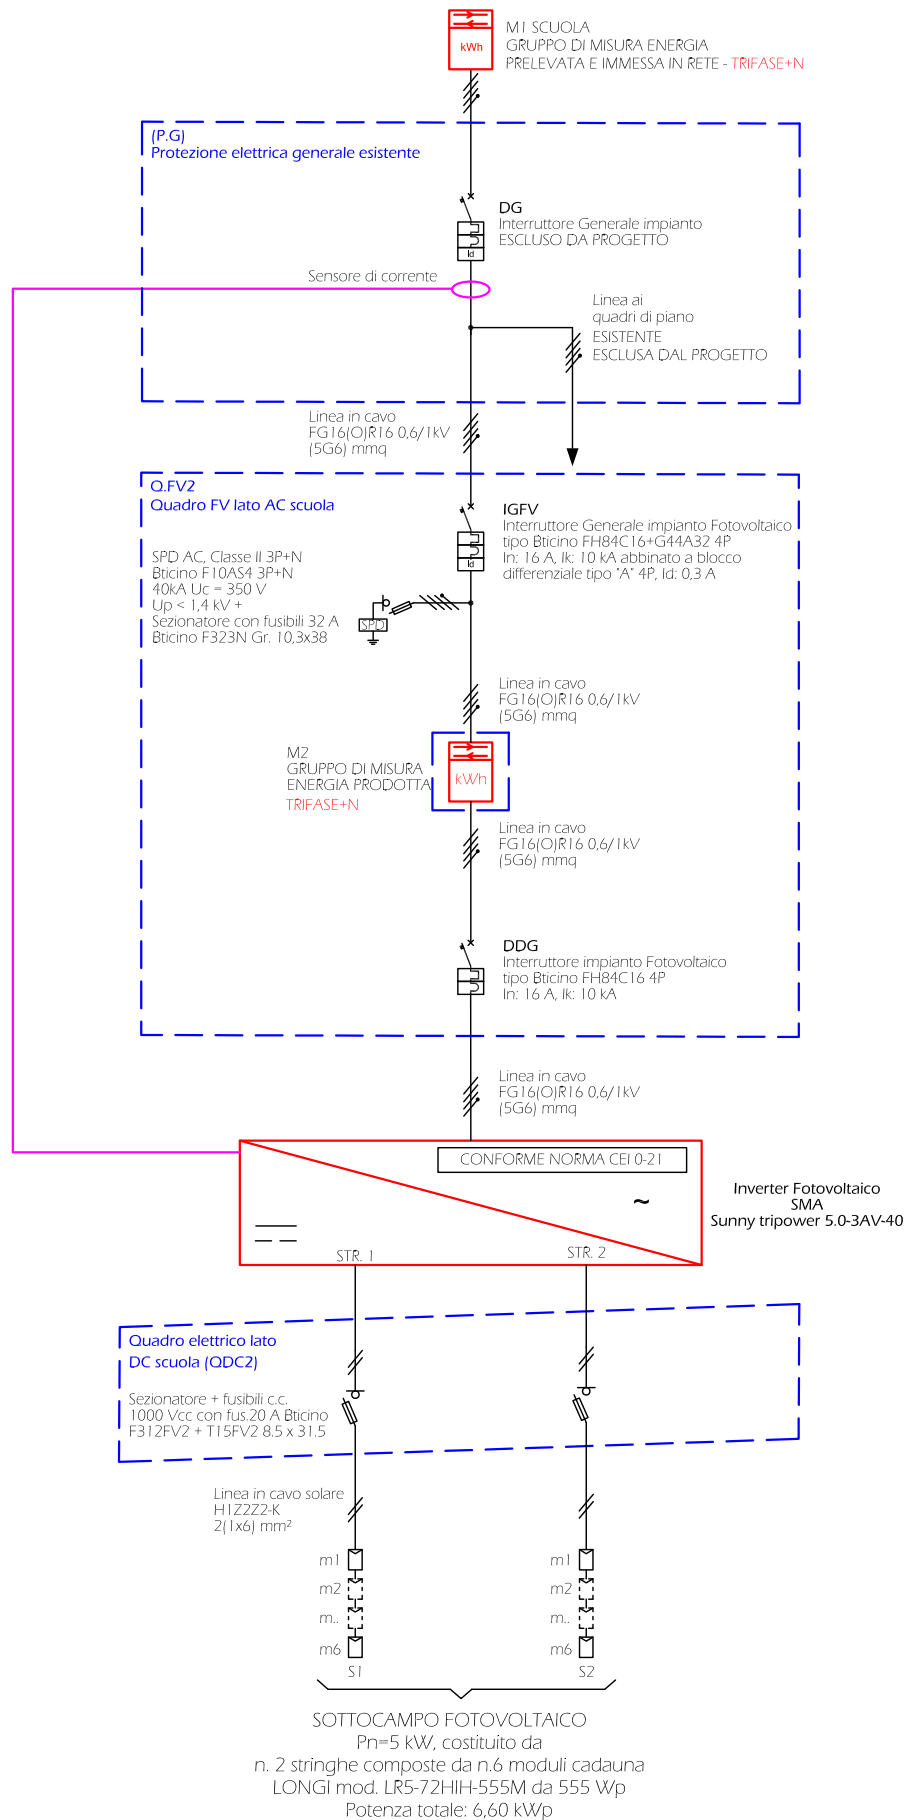 kWh
M1 SCUOLA
GRUPPO DI MISURA ENERGIA
PRELEVATA E IMMESSA IN RETE - TRIFASE+N
(P.G)
Protezione elettrica generale esistente
DG
Interruttore Generale impianto
ESCLUSO DA PROGETTO
Id
Sensore di corrente
Linea ai
quadri di piano
ESISTENTE
ESCLUSA DAL PROGETTO
Linea in cavo
FG16(O)R16 0,6/1kV
(5G6) mmq
Q.FV2
Quadro FV lato AC scuola
IGFV
Interruttore Generale impianto Fotovoltaico
tipo Bticino FH84C16+G44A32 4P
In: 16 A, Ik: 10 kA abbinato a blocco
differenziale tipo "A" 4P, Id: 0,3 A
Id
SPD AC, Classe II 3P+N
Bticino F10AS4 3P+N
40kA Uc = 350 V
Up < 1,4 kV +
Sezionatore con fusibili 32 A
Bticino F323N Gr. 10,3x38
SPD
Linea in cavo
FG16(O)R16 0,6/1kV
(5G6) mmq
M2
GRUPPO DI MISURA
ENERGIA PRODOTTA
TRIFASE+N
kWh
Linea in cavo
FG16(O)R16 0,6/1kV
(5G6) mmq
DDG
Interruttore impianto Fotovoltaico
tipo Bticino FH84C16 4P
In: 16 A, Ik: 10 kA
Linea in cavo
FG16(O)R16 0,6/1kV
(5G6) mmq
CONFORME NORMA CEI 0-21
~
Inverter Fotovoltaico
SMA
Sunny tripower 5.0-3AV-40
STR. 1
STR. 2
Quadro elettrico lato
DC scuola (QDC2)
Sezionatore + fusibili c.c.
1000 Vcc con fus.20 A Bticino
F312FV2 + T15FV2 8.5 x 31.5
Linea in cavo solare
H1Z2Z2-K
2(1x6) mm²
m1
m2
m..
m6
S1
m1
m2
m..
m6
S2
SOTTOCAMPO FOTOVOLTAICO
Pn=5 kW, costituito da
n. 2 stringhe composte da n.6 moduli cadauna
LONGI mod. LR5-72HIH-555M da 555 Wp
Potenza totale: 6,60 kWp